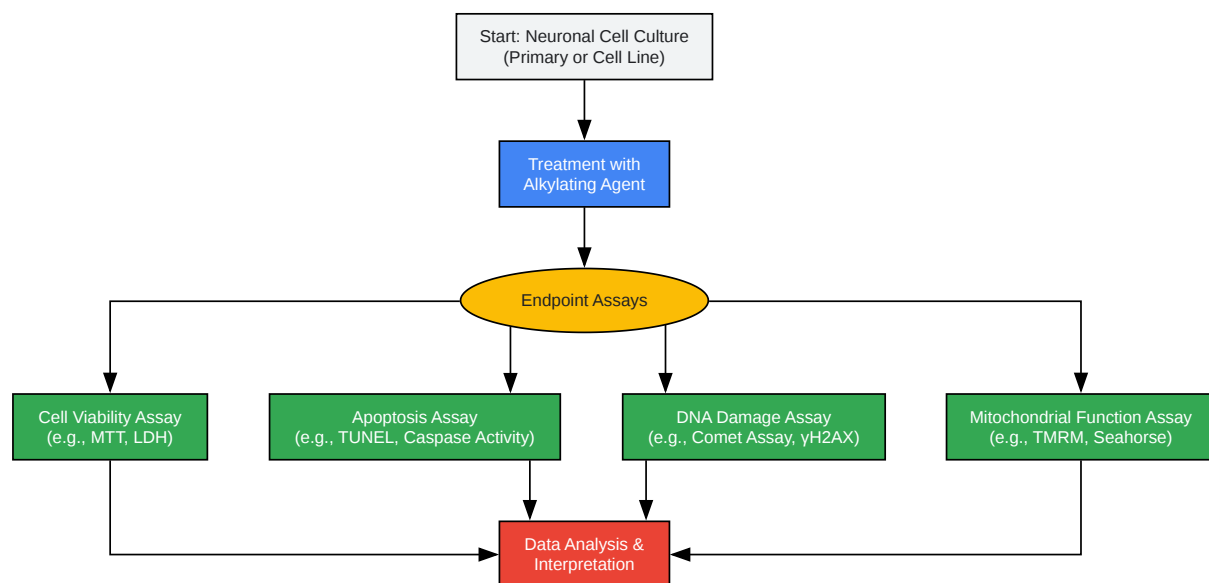 Start: Neuronal Cell Culture
(Primary or Cell Line)
Treatment with
Alkylating Agent
Endpoint Assays
Cell Viability Assay
(e.g., MTT, LDH)
Apoptosis Assay
(e.g., TUNEL, Caspase Activity)
DNA Damage Assay
(e.g., Comet Assay, γH2AX)
Mitochondrial Function Assay
(e.g., TMRM, Seahorse)
Data Analysis &
Interpretation